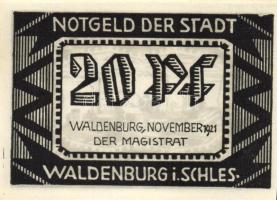 NOTGELD DER STADT
20 Pf
WALDENBURG, NOVEMBER 1921
DER MAGISTRAT
WALDENBURG i. SCHLES.